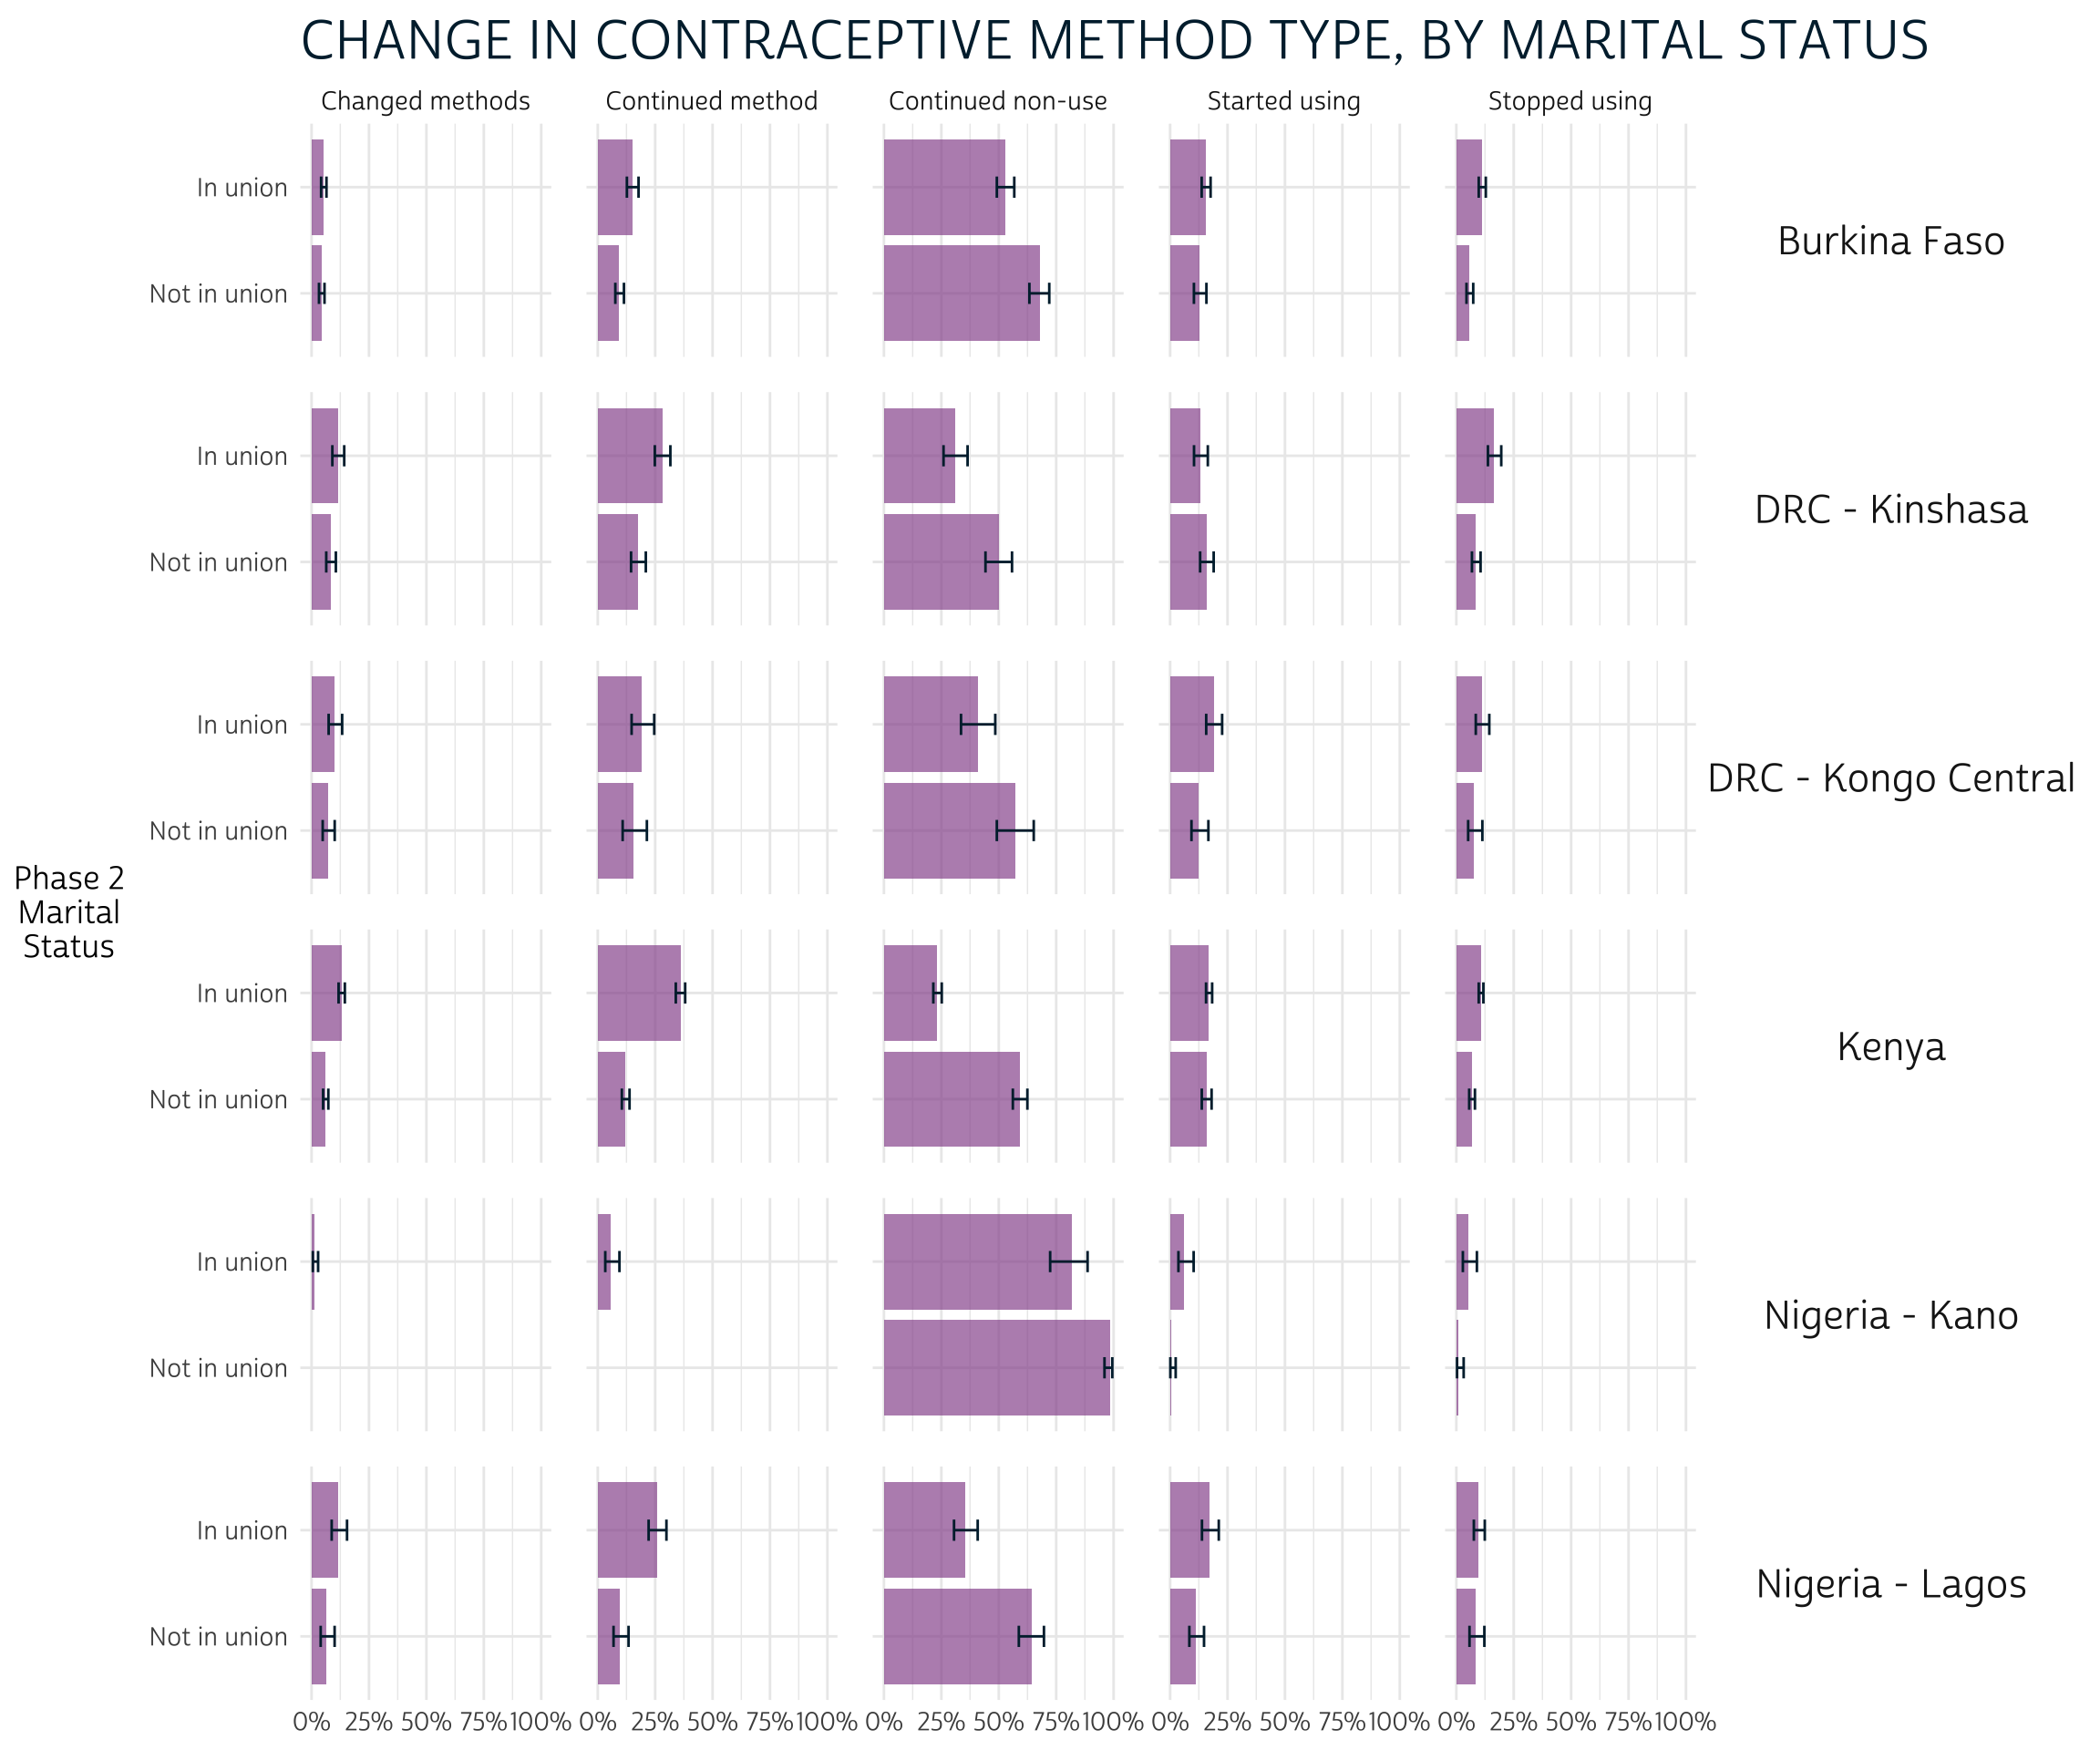 CHANGE IN CONTRACEPTIVE METHOD TYPE, BY MARITAL STATUS
Changed methods
Continued method
Continued non-use
Started using
Stopped using
In union
Not in union
Burkina Faso
In union
Not in union
DRC - Kinshasa
In union
Not in union
DRC - Kongo Central
Phase 2
Marital
Status
In union
Not in union
Kenya
In union
Not in union
Nigeria - Kano
In union
Not in union
Nigeria - Lagos
0% 25% 50% 75% 100% 0% 25% 50% 75% 100% 0% 25% 50% 75% 100% 0% 25% 50% 75% 100% 0% 25% 50% 75% 100%